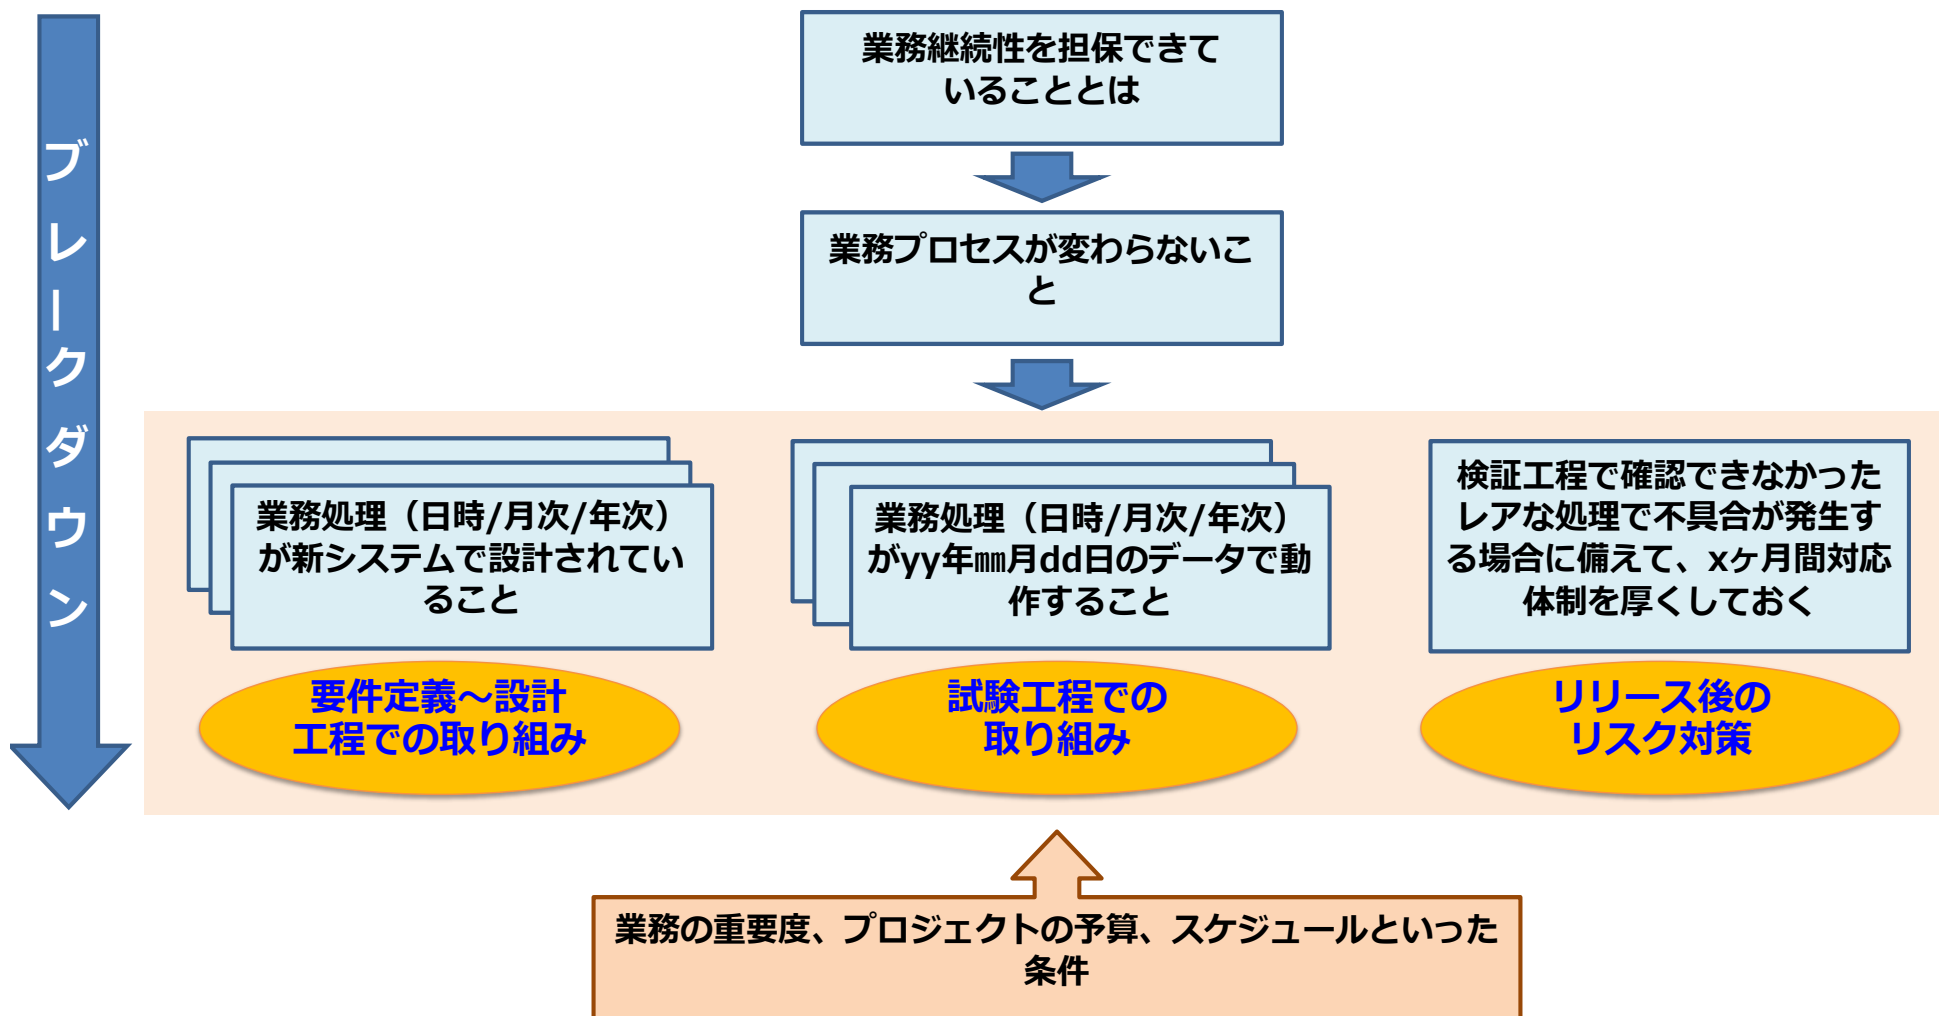 ブレークダウン
業務継続性を担保できて
いることとは
業務プロセスが変わらないこ
と
業務処理（日時/月次/年次）
が新システムで設計されてい
ること
業務処理（日時/月次/年次）
がyy年㎜月dd日のデータで動
作すること
検証工程で確認できなかった
レアな処理で不具合が発生す
る場合に備えて、xヶ月間対応
体制を厚くしておく
要件定義～設計
工程での取り組み
試験工程での
取り組み
リリース後の
リスク対策
業務の重要度、プロジェクトの予算、スケジュールといった
条件